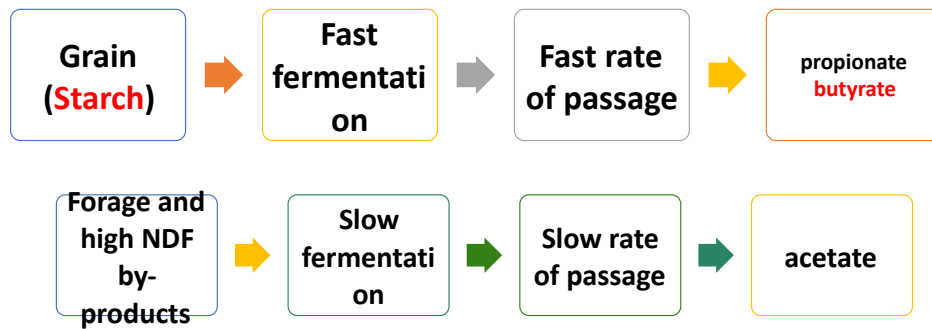 Grain
(Starch)
Fast
fermentati
on
Fast rate
of passage
propionate
butyrate
Forage and
high NDF
by-
products
Slow
fermentati
on
Slow rate
of passage
acetate